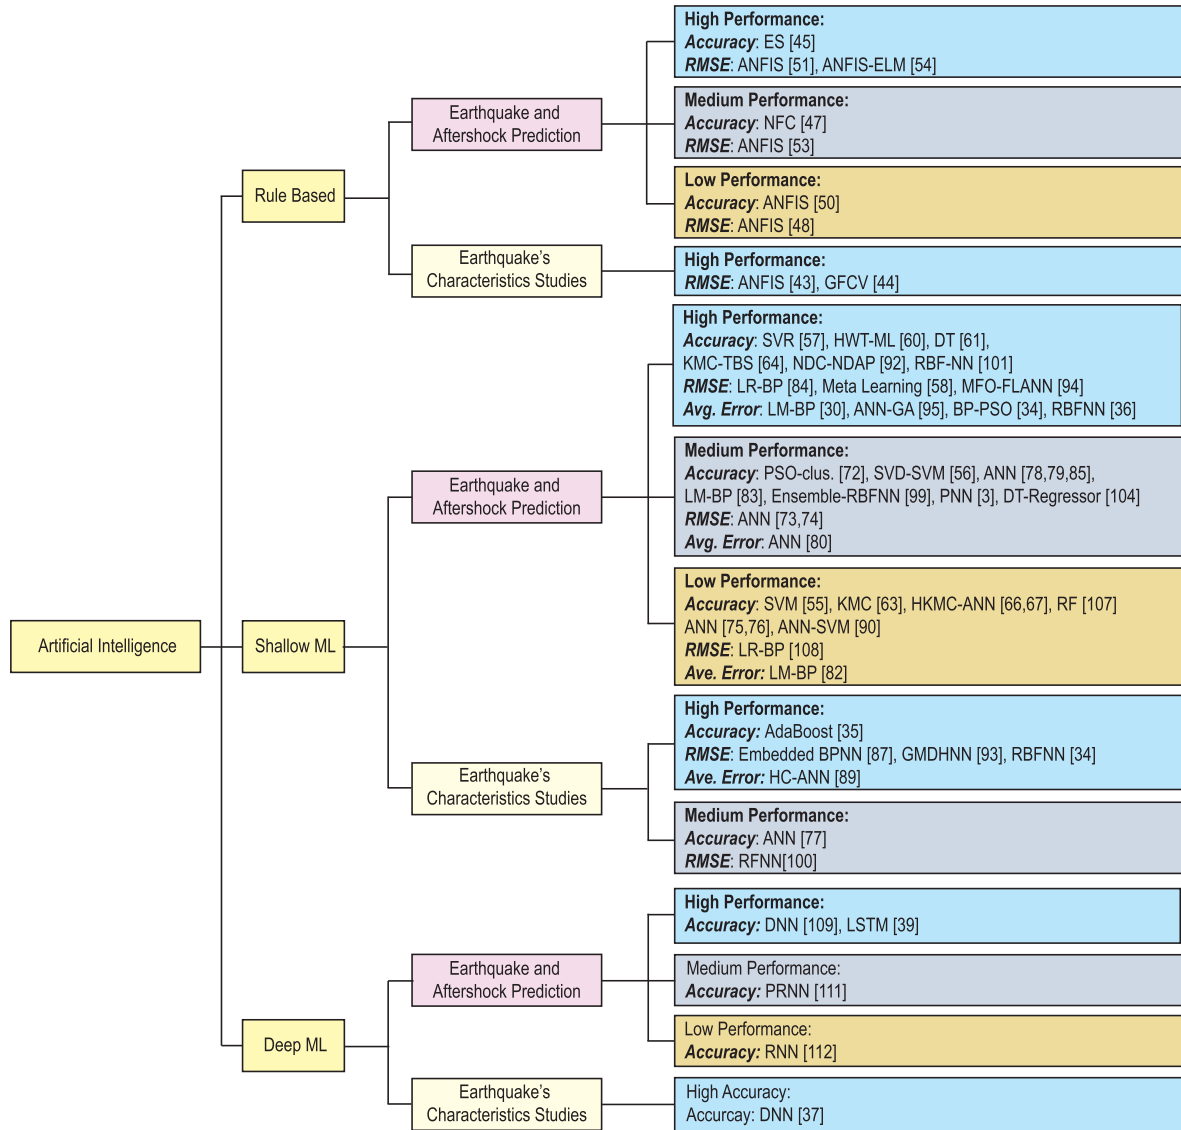 Artificial Intelligence
Rule Based
Earthquake and
Aftershock Prediction
High Performance:
Accuracy: ES [45]
RMSE: ANFIS [51], ANFIS-ELM [54]
Medium Performance:
Accuracy: NFC [47]
RMSE: ANFIS [53]
Low Performance:
Accuracy: ANFIS [50]
RMSE: ANFIS [48]
Earthquake's
Characteristics Studies
High Performance:
RMSE: ANFIS [43], GFCV [44]
Shallow ML
Earthquake and
Aftershock Prediction
High Performance:
Accuracy: SVR [57], HWT-ML [60], DT [61],
KMC-TBS [64], NDC-NDAP [92], RBF-NN [101]
RMSE: LR-BP [84], Meta Learning [58], MFO-FLANN [94]
Avg. Error: LM-BP [30], ANN-GA [95], BP-PSO [34], RBFNN [36]
Medium Performance:
Accuracy: PSO-clus. [72], SVD-SVM [56], ANN [78,79,85],
LM-BP [83], Ensemble-RBFNN [99], PNN [3], DT-Regressor [104]
RMSE: ANN [73,74]
Avg. Error: ANN [80]
Low Performance:
Accuracy: SVM [55], KMC [63], HKMC-ANN [66,67], RF [107]
ANN [75,76], ANN-SVM [90]
RMSE: LR-BP [108]
Ave. Error: LM-BP [82]
Earthquake's
Characteristics Studies
High Performance:
Accuracy: AdaBoost [35]
RMSE: Embedded BPNN [87], GMDHNN [93], RBFNN [34]
Ave. Error: HC-ANN [89]
Medium Performance:
Accuracy: ANN [77]
RMSE: RFNN[100]
Deep ML
Earthquake and
Aftershock Prediction
High Performance:
Accuracy: DNN [109], LSTM [39]
Medium Performance:
Accuracy: PRNN [111]
Low Performance:
Accuracy: RNN [112]
Earthquake's
Characteristics Studies
High Accuracy:
Accurcay: DNN [37]